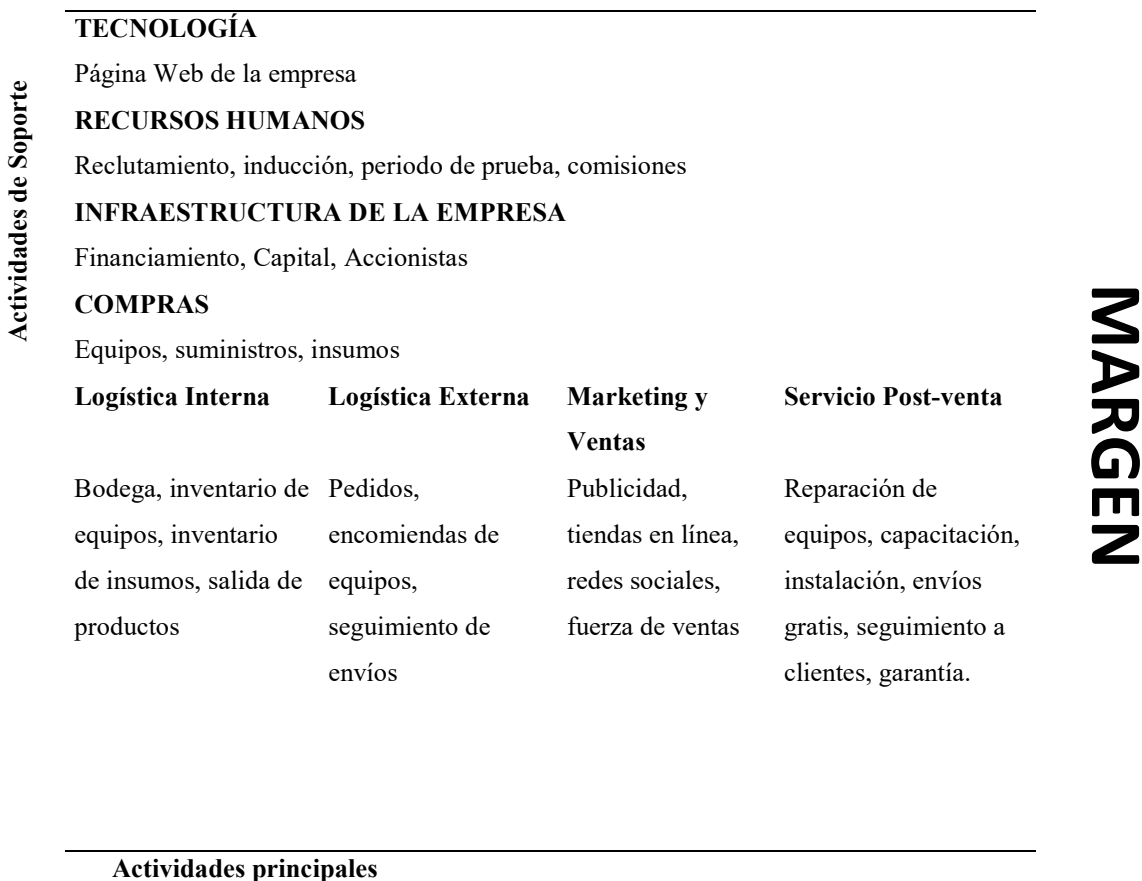 Actividades de Soporte
TECNOLOGÍA
Página Web de la empresa
RECURSOS HUMANOS
Reclutamiento, inducción, periodo de prueba, comisiones
INFRAESTRUCTURA DE LA EMPRESA
Financiamiento, Capital, Accionistas
COMPRAS
Equipos, suministros, insumos
Logística Interna
Bodega, inventario de
equipos, inventario
de insumos, salida de
productos
Logística Externa
Pedidos,
encomiendas de
equipos,
seguimiento de
envíos
Marketing y
Ventas
Publicidad,
tiendas en línea,
redes sociales,
fuerza de ventas
Servicio Post-venta
Reparación de
equipos, capacitación,
instalación, envíos
gratis, seguimiento a
clientes, garantía.
MARGEN
Actividades principales